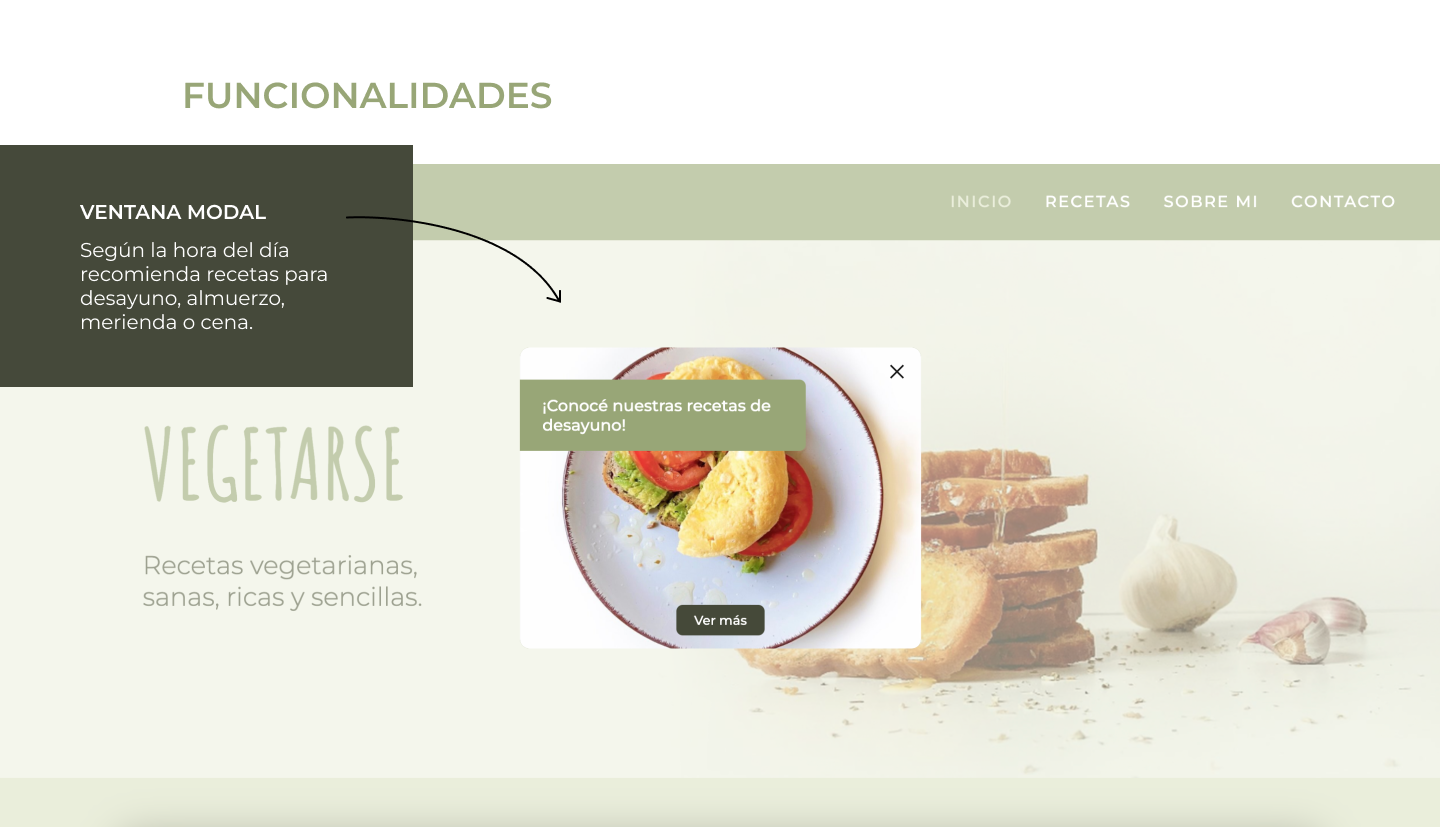 FUNCIONALIDADES
VENTANA MODAL
Según la hora del día
recomienda recetas para
desayuno, almuerzo,
merienda o cena.
INICIO RECETAS SOBRE MI CONTACTO
VEGETARSE
Recetas vegetarianas,
sanas, ricas y sencillas.
¡Conocé nuestras recetas de
desayuno!
Ver más